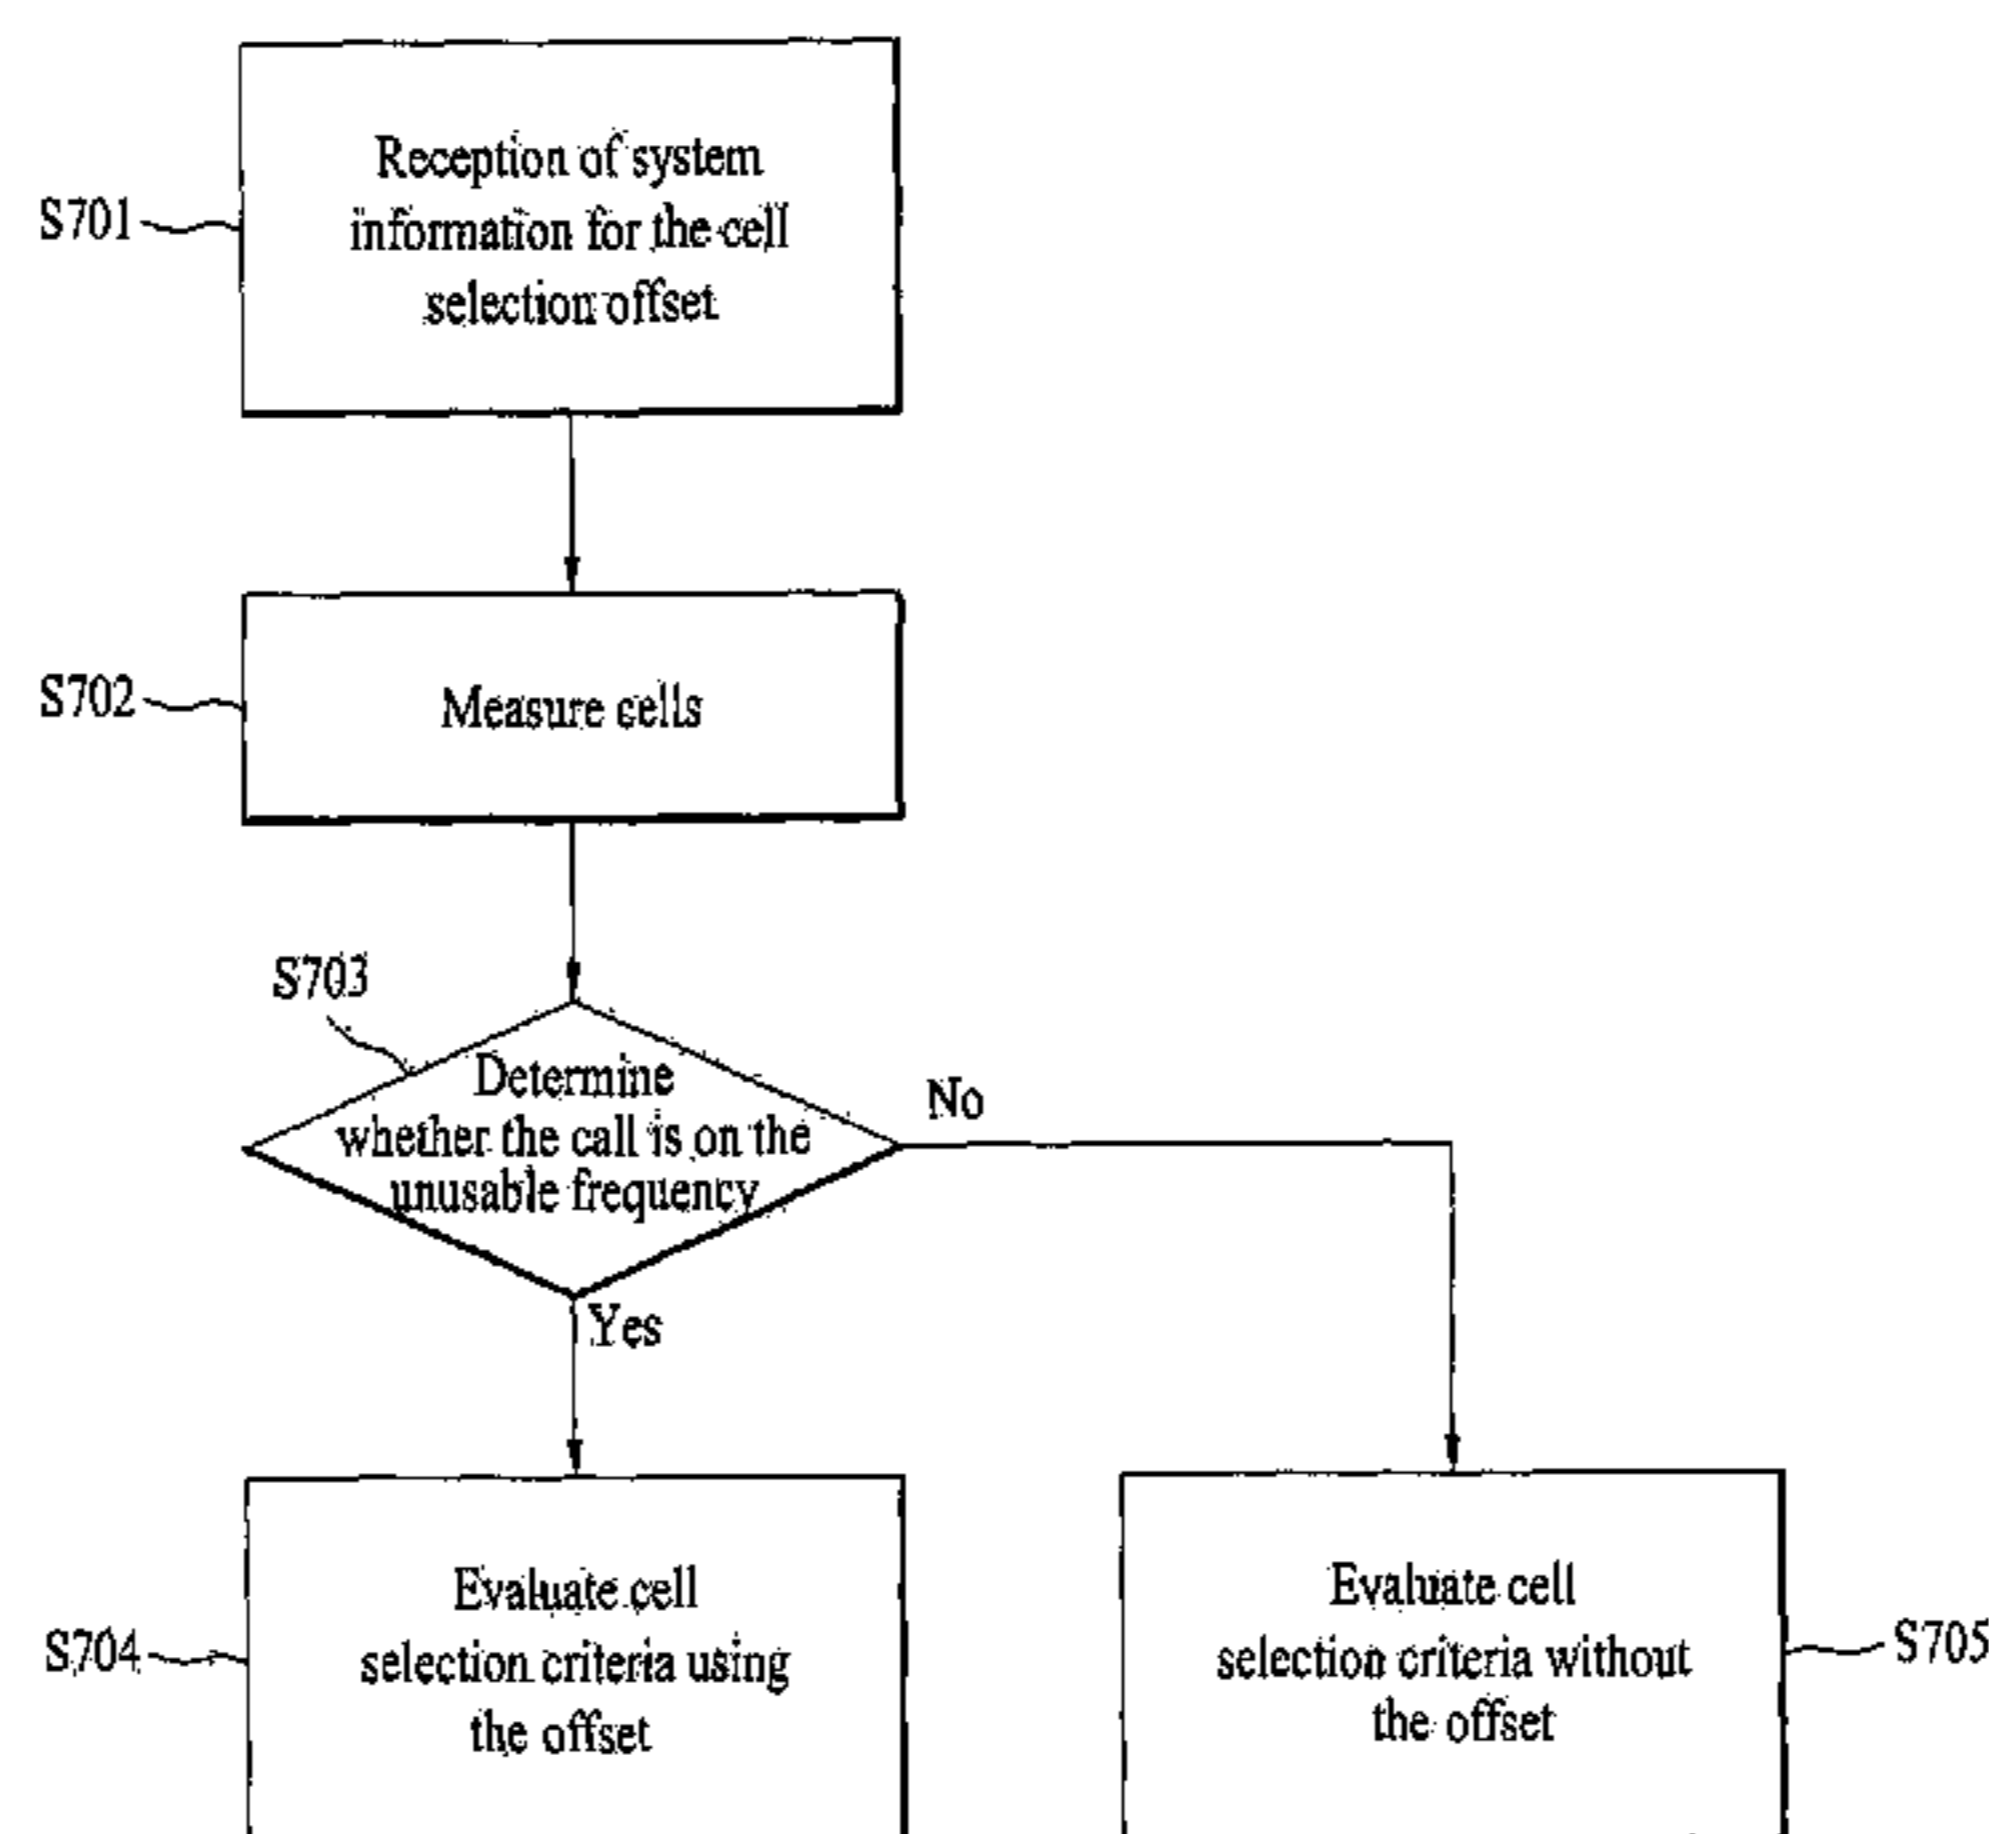 Reception of system
information for the cell
selection offset
S701
Measure cells
S702
S703
Determine
whether the call is on the
unusable frequency
No
Yes
Evaluate cell
selection criteria using
the offset
S704
Evaluate cell
selection criteria without
the offset
S705